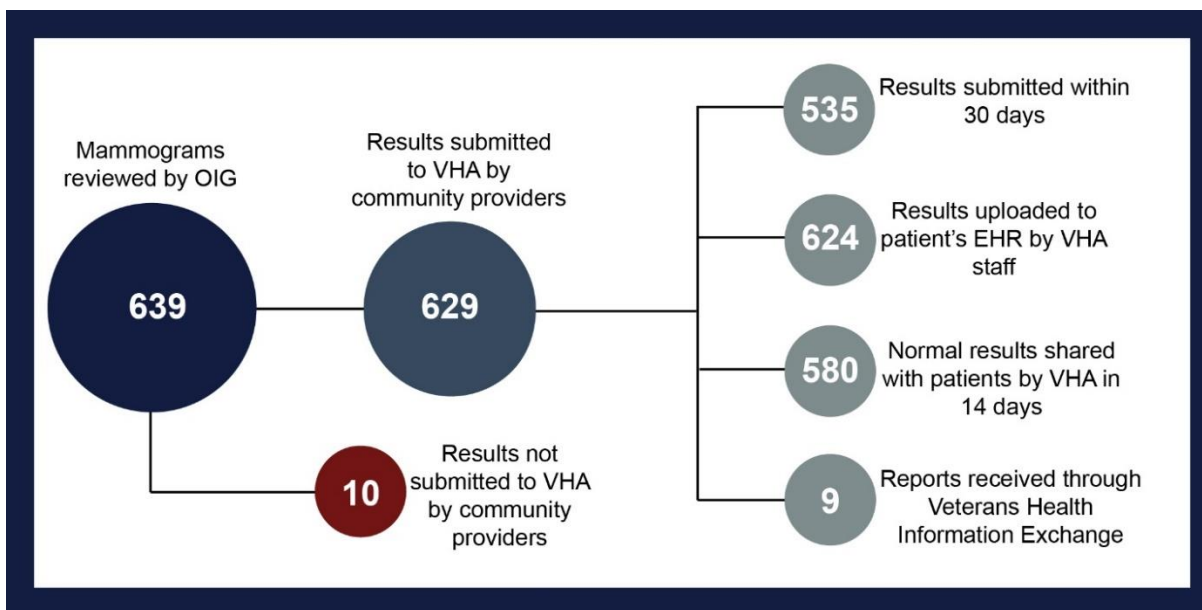 Mammograms
reviewed by OIG
639
Results submitted
to VHA by
community providers
629
10
Results not
submitted to VHA
by community
providers
535
Results submitted within
30 days
624
Results uploaded to
patient's EHR by VHA
staff
580
Normal results shared
with patients by VHA in
14 days
9
Reports received through
Veterans Health
Information Exchange